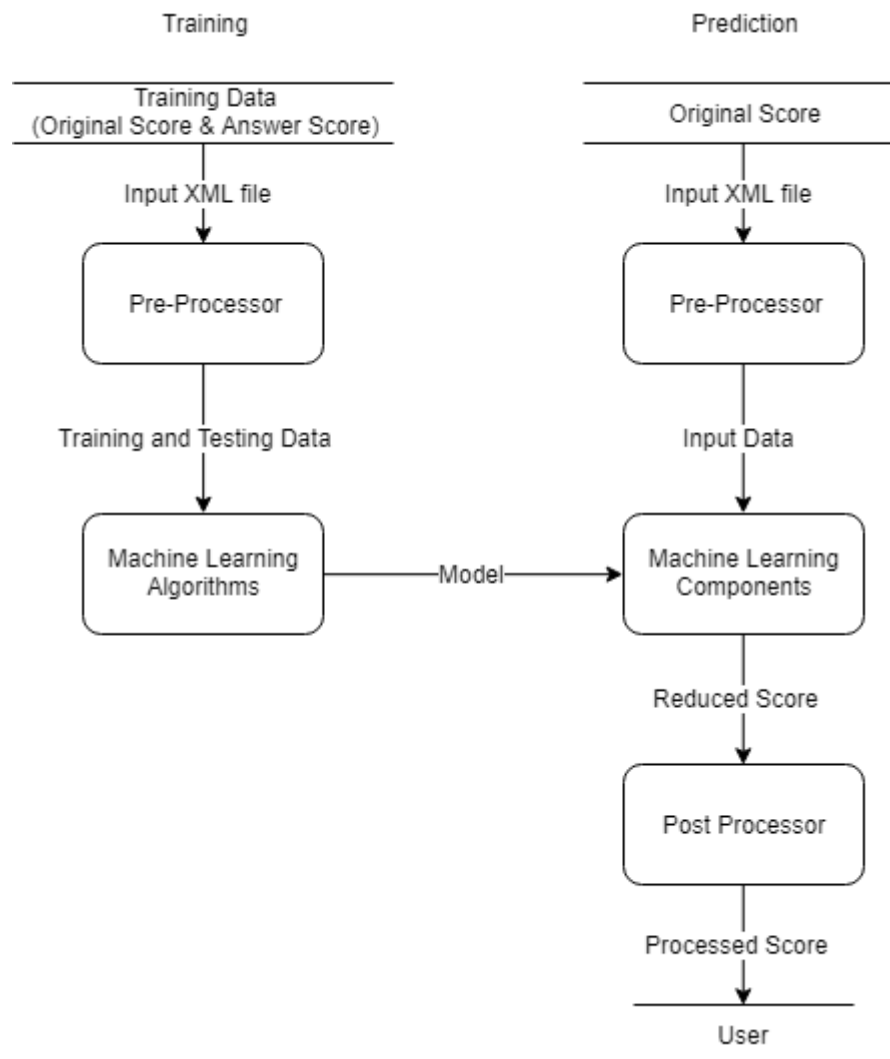 Training
Prediction
Training Data
(Original Score & Answer Score)
Original Score
Input XML file
Input XML file
Pre-Processor
Pre-Processor
Training and Testing Data
Input Data
Machine Learning
Algorithms
Model
Machine Learning
Components
Reduced Score
Post Processor
Processed Score
User